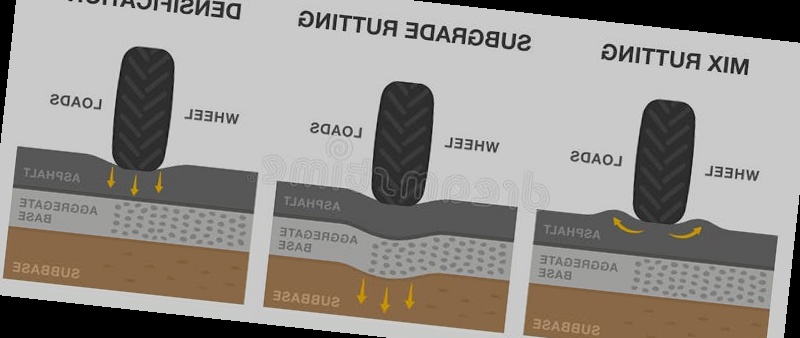 MIX RUTTING
WHEEL LOADS
ASPHALT
AGGREGATE
BASE
SUBBASE
SUBGRADE RUTTING
WHEEL LOADS
ASPHALT
AGGREGATE
BASE
SUBBASE
DENSIFICATION
WHEEL LOADS
ASPHALT
AGGREGATE
BASE
SUBBASE
dreamstime